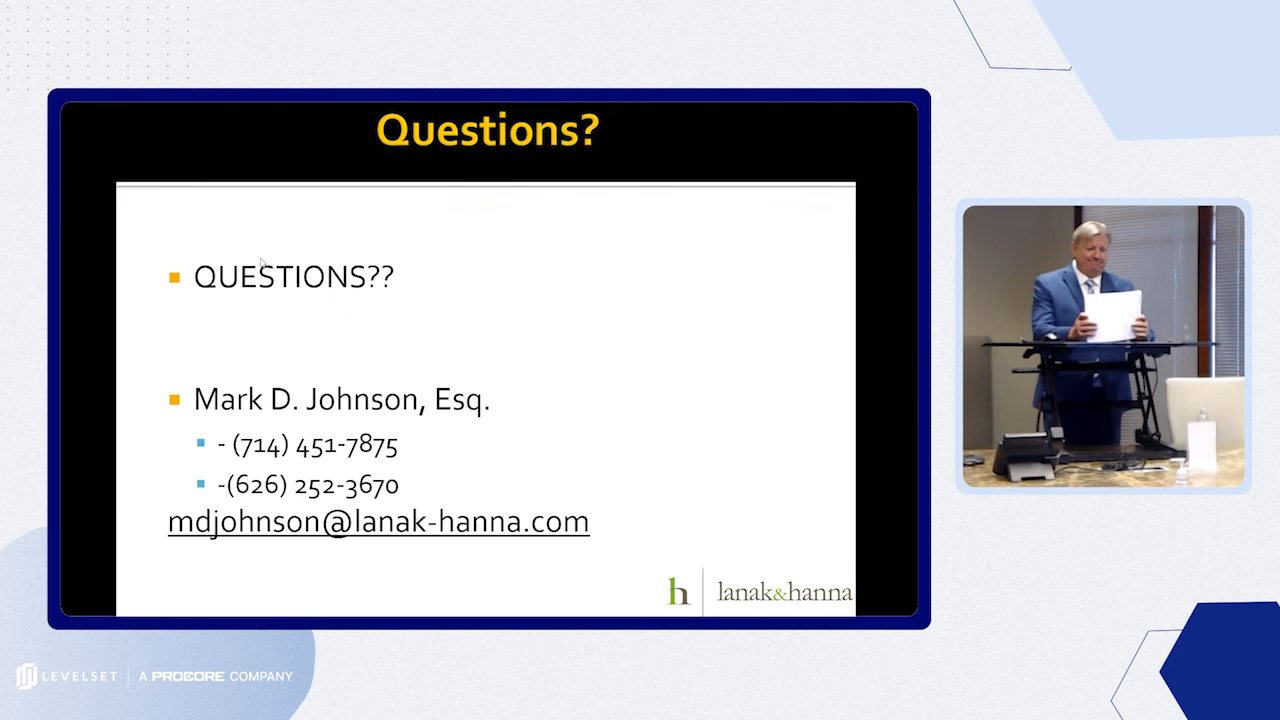 Questions?
QUESTIONS??
Mark D. Johnson, Esq.
- (714) 451-7875
-(626) 252-3670
mdjohnson@lanak-hanna.com
h lanak&hanna
LEVELSET | A PROCORE COMPANY